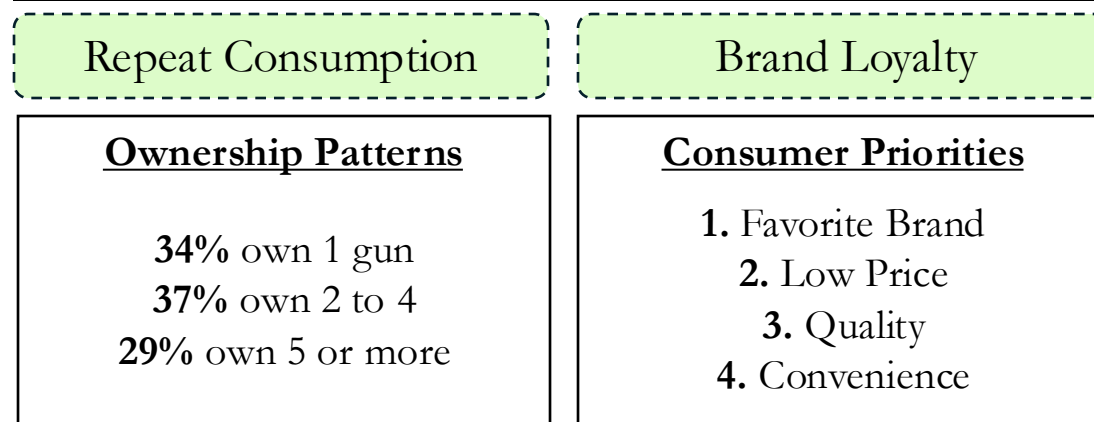 Repeat Consumption
Ownership Patterns
34% own 1 gun
37% own 2 to 4
29% own 5 or more
Brand Loyalty
Consumer Priorities
1. Favorite Brand
2. Low Price
3. Quality
4. Convenience